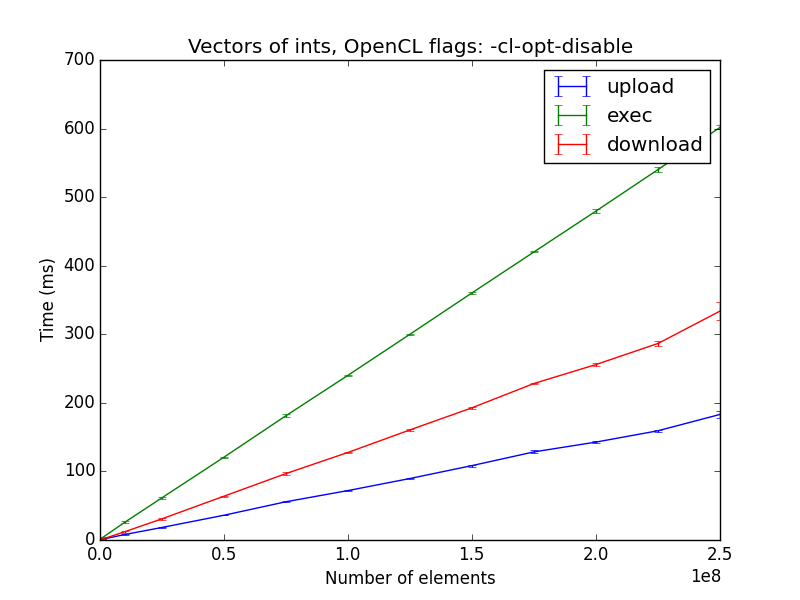 Vectors of ints, OpenCL flags: -cl-opt-disable
700
600
500
400
300
200
100
0
Time (ms)
upload
exec
download
0.0 0.5 1.0 1.5 2.0 2.5
1e8
Number of elements